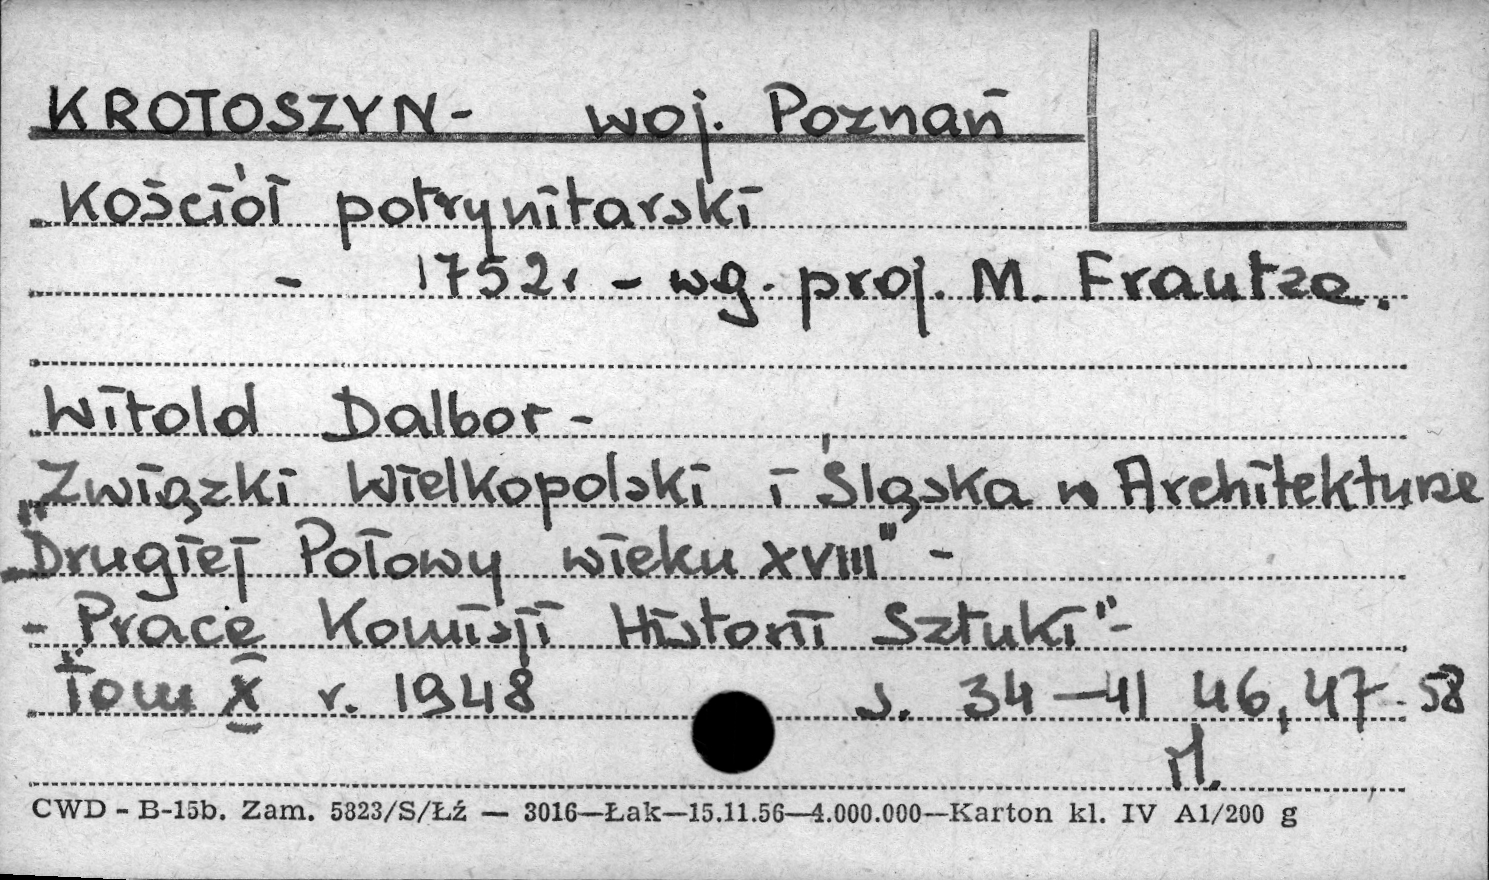 KROTOSZYN- woj. Poznań
Kościół potrynitarski
- 1752r - wg. proj. M. Frautza.
Witold Dalbor -
"Związki Wielkopolski i Śląska w Architekturze
Drugiej Połowy wieku XVIII" -
- "Prace Komisji Historii Sztuki"-
Tom X r. 1948 s. 34-41 46, 47 58
il.
CWD - B-15b. Zam. 5823/S/Łź — 3016—Łak—15.11.56—4.000.000—Karton kl. IV A1/200 g